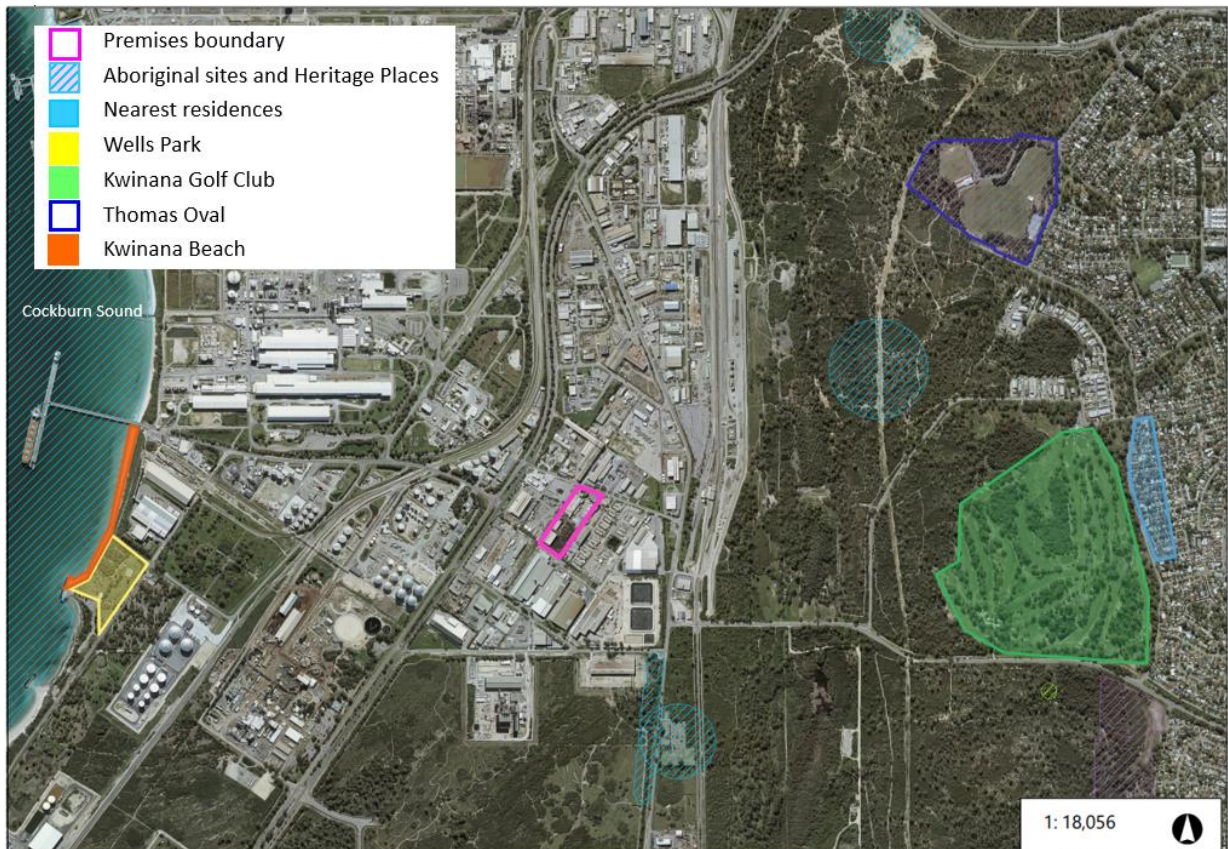 Premises boundary
Aboriginal sites and Heritage Places
Nearest residences
Wells Park
Kwinana Golf Club
Thomas Oval
Kwinana Beach
Cockburn Sound
1: 18,056